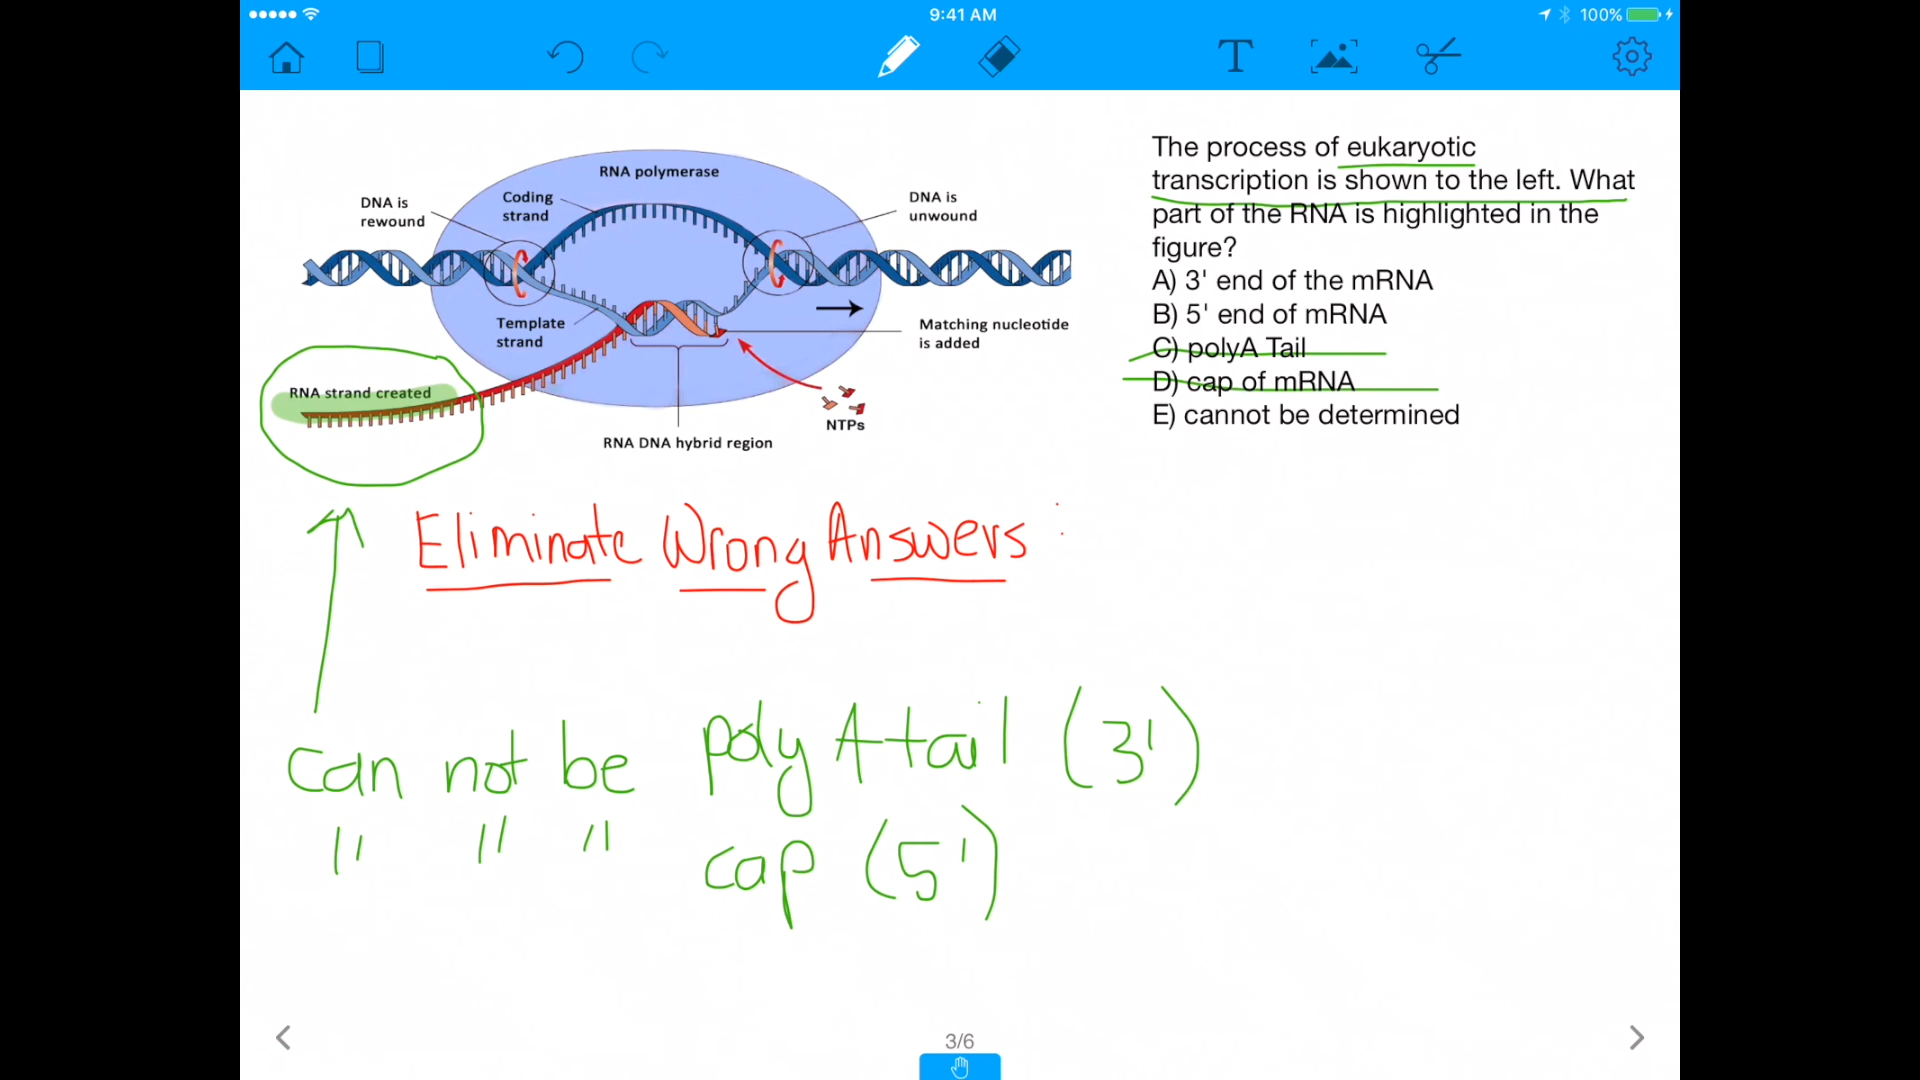 9:41 AM
100%
T
RNA polymerase
DNA is
rewound
Coding
strand
DNA is
unwound
Template
strand
Matching nucleotide
is added
RNA strand created
NTPs
RNA DNA hybrid region
The process of eukaryotic
transcription is shown to the left. What
part of the RNA is highlighted in the
figure?
A) 3' end of the mRNA
B) 5' end of mRNA
C) polyA Tail
D) cap of mRNA
E) cannot be determined
Eliminate Wrong Answers :
can not be poly A tail (3')
" " " cap (5')
3/6